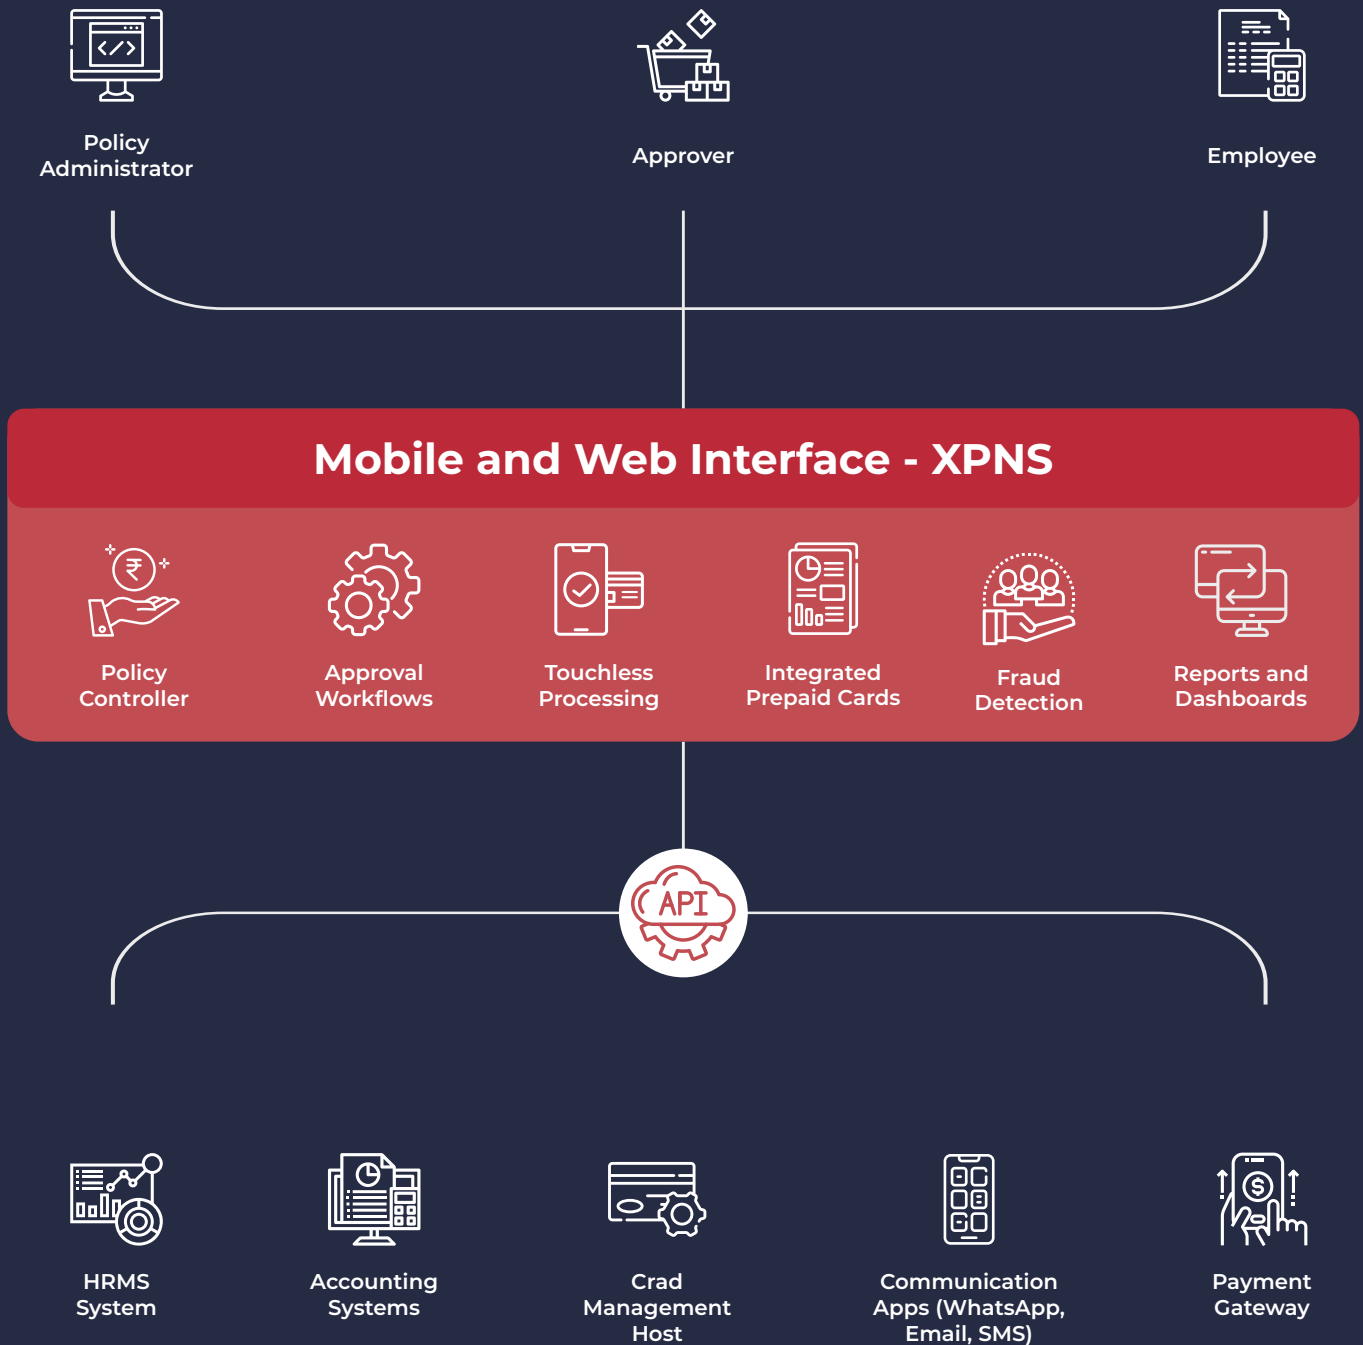 Policy
Administrator
Approver
Employee
Mobile and Web Interface - XPNS
Policy
Controller
Approval
Workflows
Touchless
Processing
Integrated
Prepaid Cards
Fraud
Detection
Reports and
Dashboards
API
HRMS
System
Accounting
Systems
Crad
Management
Host
Communication
Apps (WhatsApp,
Email, SMS)
Payment
Gateway